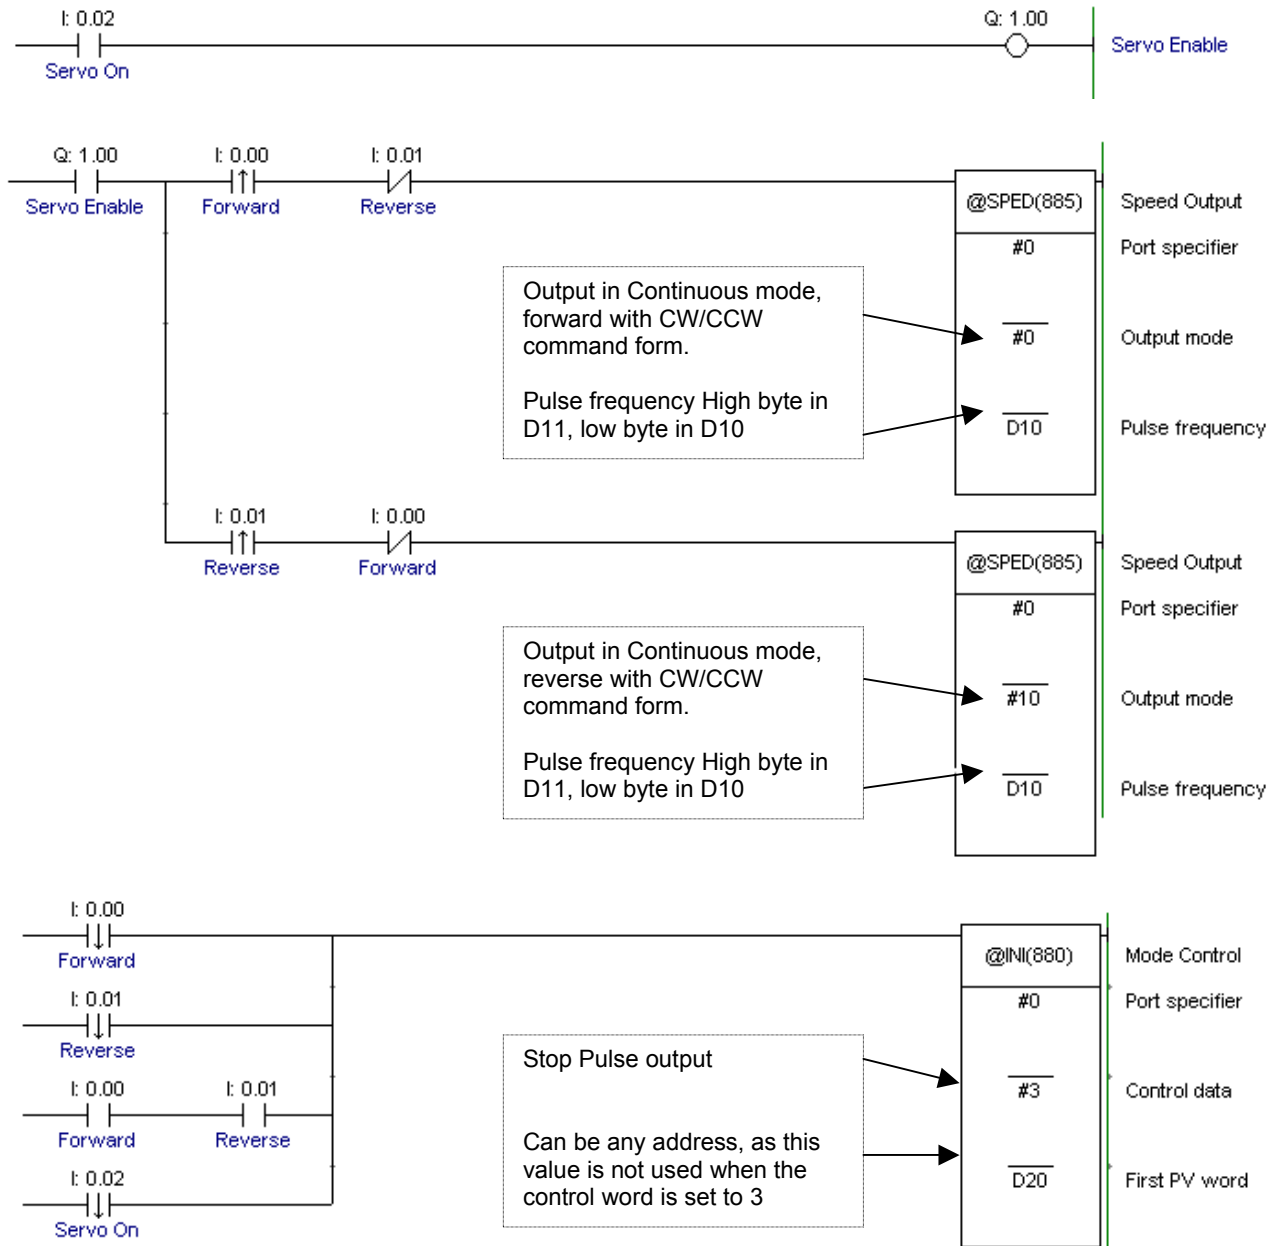 I: 0.02
Q: 1.00
Servo On
Servo Enable
Q: 1.00
I: 0.00
I: 0.01
Servo Enable
Forward
Reverse
@SPED(885)
Speed Output
#0
Port specifier
Output in Continuous mode,
forward with CW/CCW
command form.
#0
Output mode
Pulse frequency High byte in
D11, low byte in D10
D10
Pulse frequency
I: 0.01
I: 0.00
Reverse
Forward
@SPED(885)
Speed Output
#0
Port specifier
Output in Continuous mode,
reverse with CW/CCW
command form.
#10
Output mode
Pulse frequency High byte in
D11, low byte in D10
D10
Pulse frequency
I: 0.00
Forward
@INI(880)
Mode Control
I: 0.01
Reverse
#0
Port specifier
Stop Pulse output
I: 0.00
I: 0.01
Forward
Reverse
#3
Control data
Can be any address, as this
value is not used when the
control word is set to 3
I: 0.02
Servo On
D20
First PV word